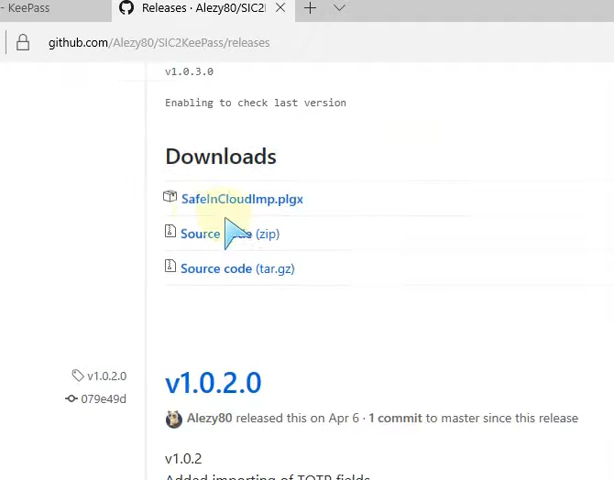 - KeePass
Releases · Alezy80/SIC2I
github.com/Alezy80/SIC2KeePass/releases
v1.0.3.0
Enabling to check last version
Downloads
SafeInCloudImp.plgx
Source (zip)
Source code (tar.gz)
v1.0.2.0
v1.0.2.0
079e49d
Alezy80 released this on Apr 6 · 1 commit to master since this release
v1.0.2
Added importing of TOTP fields